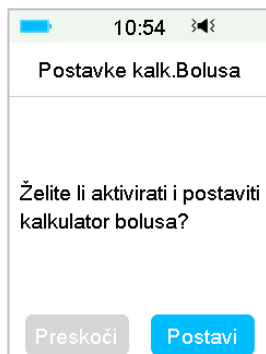 10:54
Postavke kalk.Bolusa
Želite li aktivirati i postaviti
kalkulator bolusa?
Preskoči Postavi